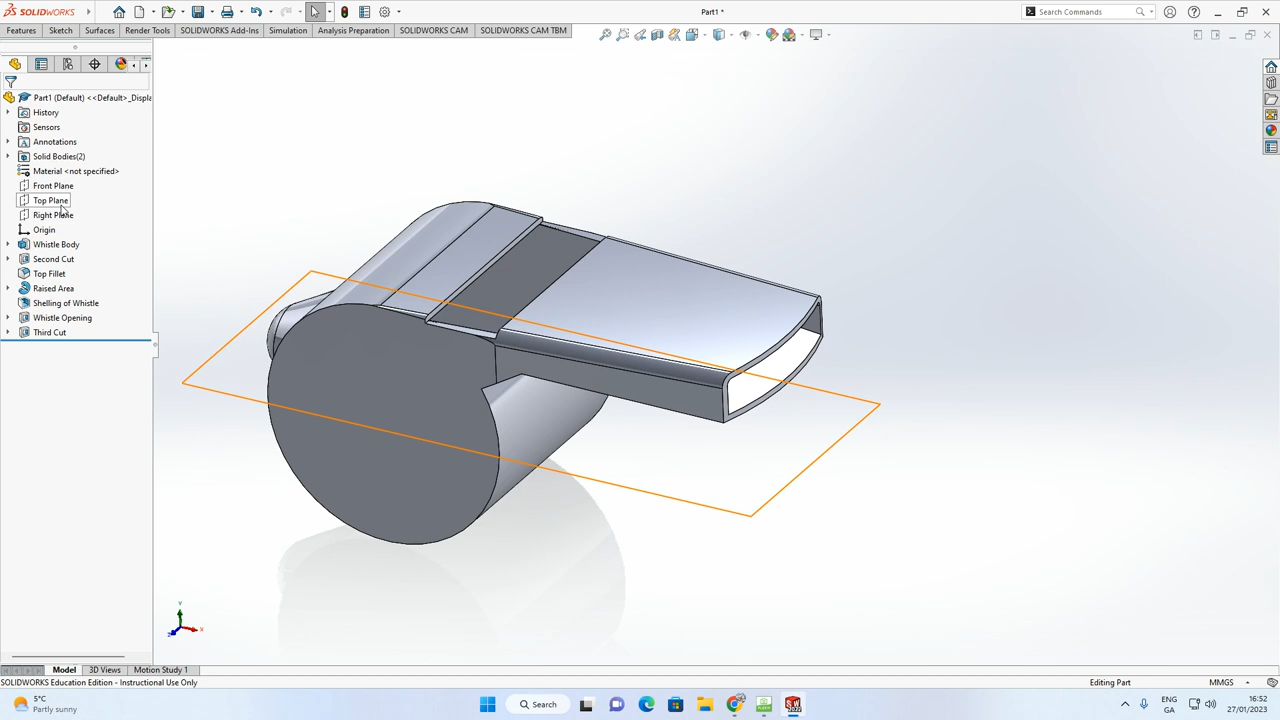 SOLIDWORKS
Part1 *
Search Commands
Features
Sketch
Surfaces
Render Tools
SOLIDWORKS Add-Ins
Simulation
Analysis Preparation
SOLIDWORKS CAM
SOLIDWORKS CAM TBM
Part1 (Default) <<Default>_Displa
History
Sensors
Annotations
Solid Bodies(2)
Material <not specified>
Front Plane
Top Plane
Right Plane
Origin
Whistle Body
Second Cut
Top Fillet
Raised Area
Shelling of Whistle
Whistle Opening
Third Cut
Y
X
Z
Model
3D Views
Motion Study 1
SOLIDWORKS Education Edition - Instructional Use Only
Editing Part
MMGS
5°C
Partly sunny
Search
ENG
GA
16:52
27/01/2023